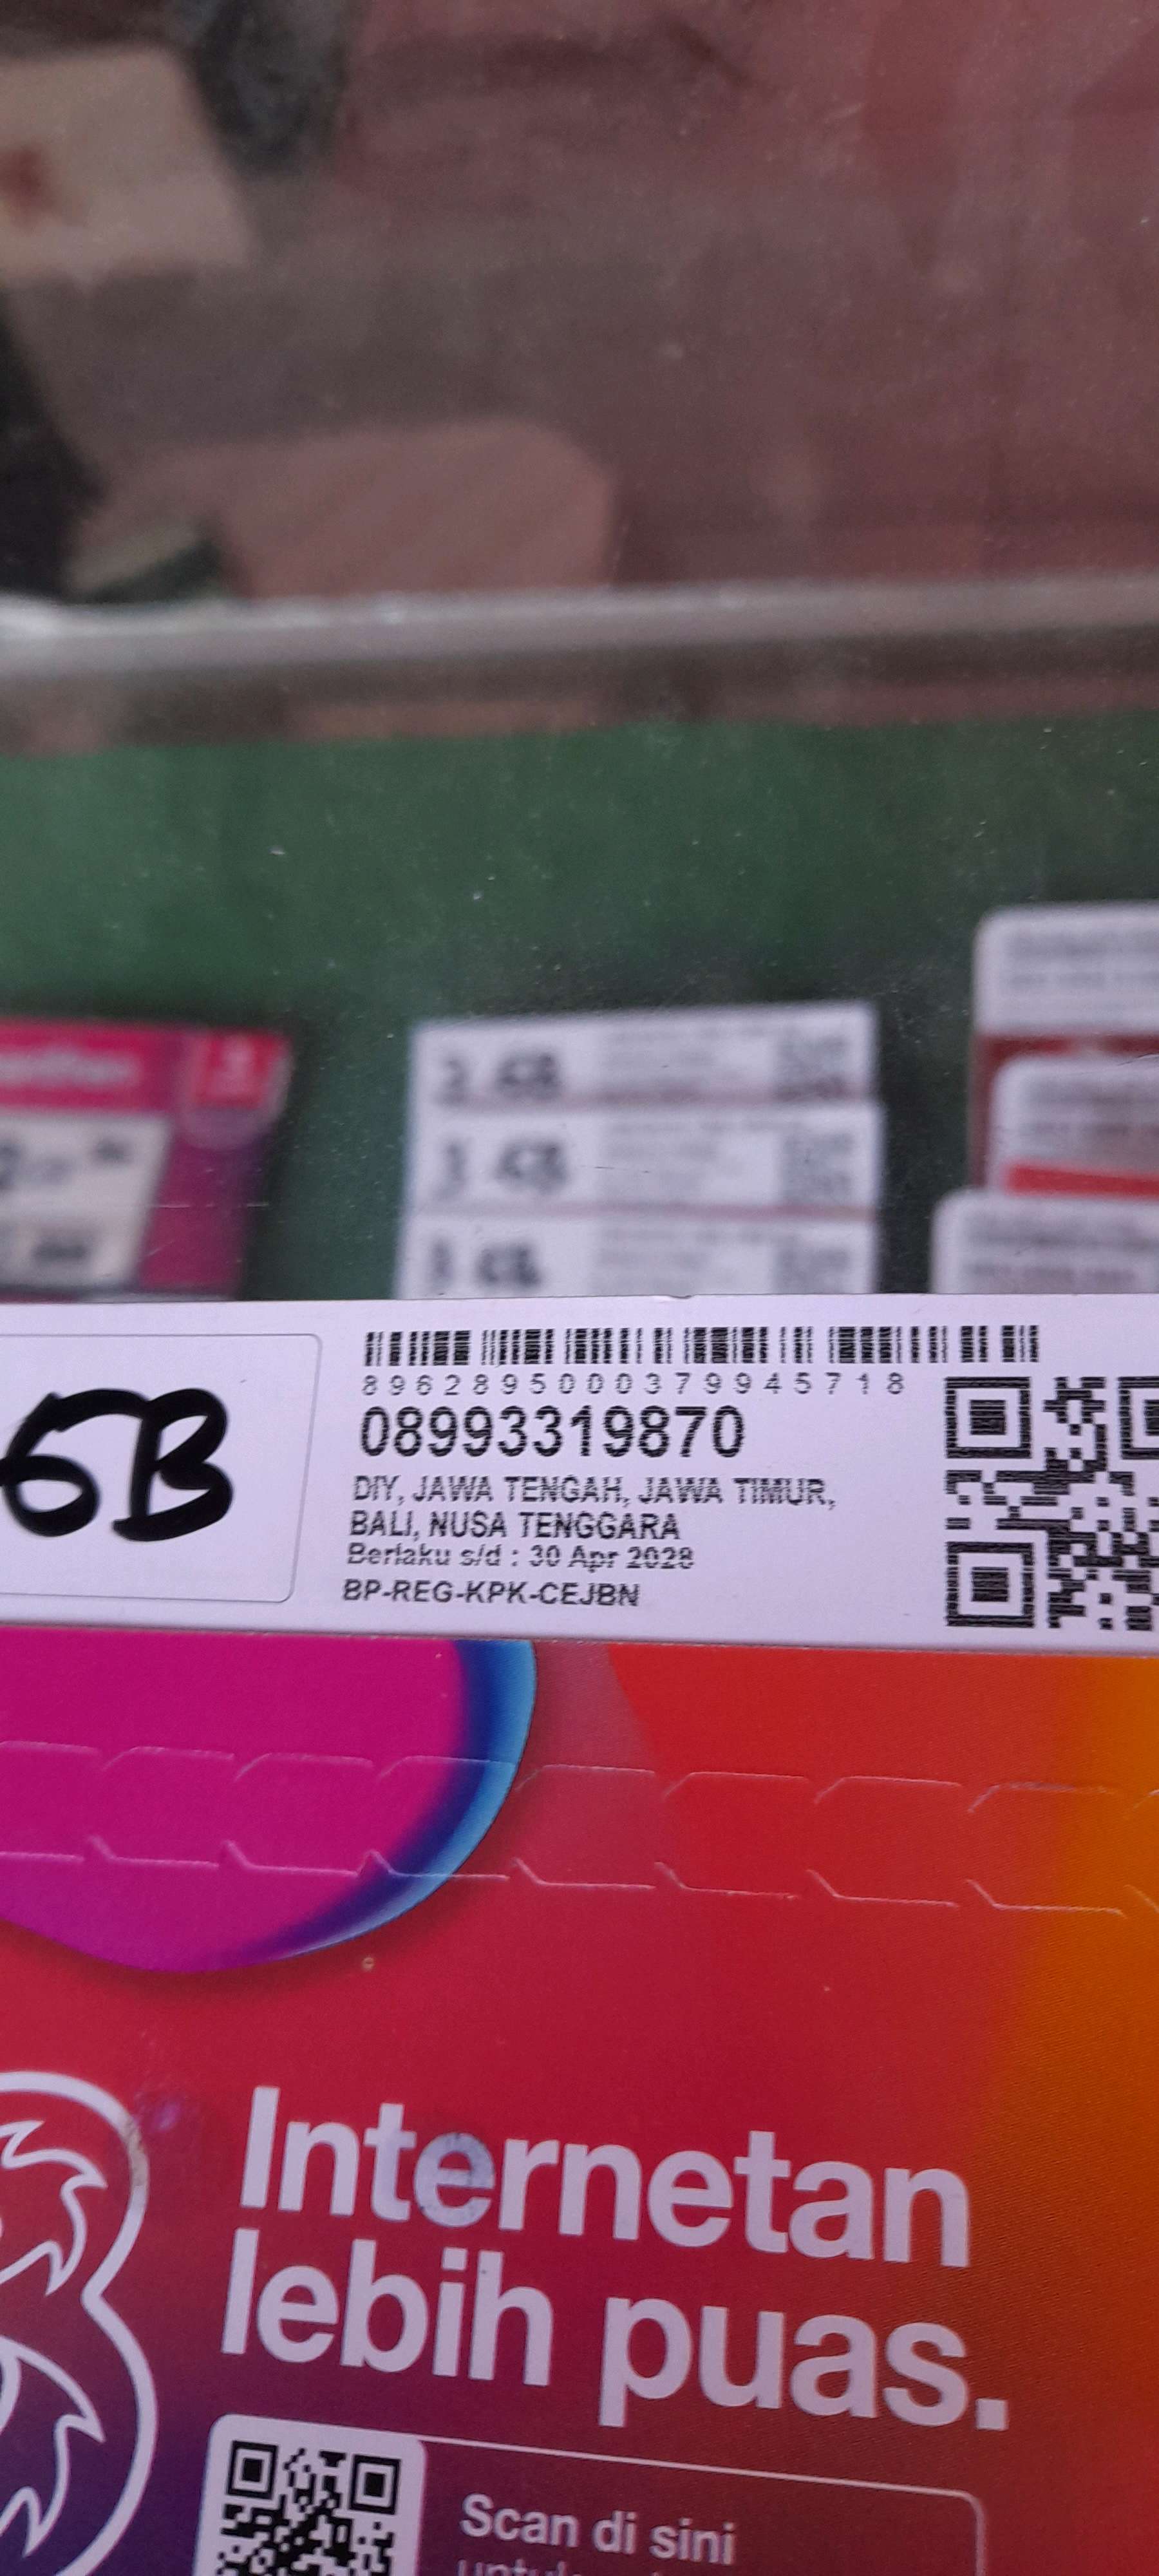 8962895000379945718
08993319870
GB
DIY, JAWA TENGAH, JAWA TIMUR,
BALI, NUSA TENGGARA
Berlaku s/d : 30 Apr 2028
BP-REG-KPK-CEJBN
Internetan
lebih puas.
Scan di sini